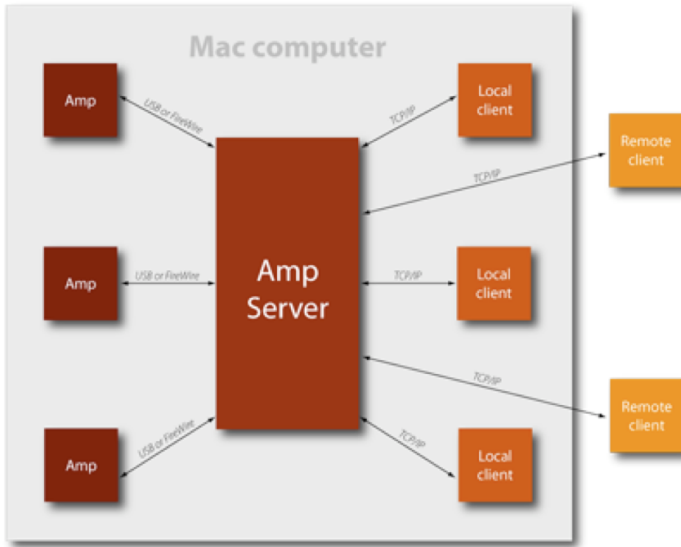 Mac computer
Amp
USB or FireWire
TCP/IP
Local
client
Remote
client
TCP/IP
Amp
USB or FireWire
Amp
Server
TCP/IP
Local
client
TCP/IP
Remote
client
Amp
USB or FireWire
TCP/IP
Local
client